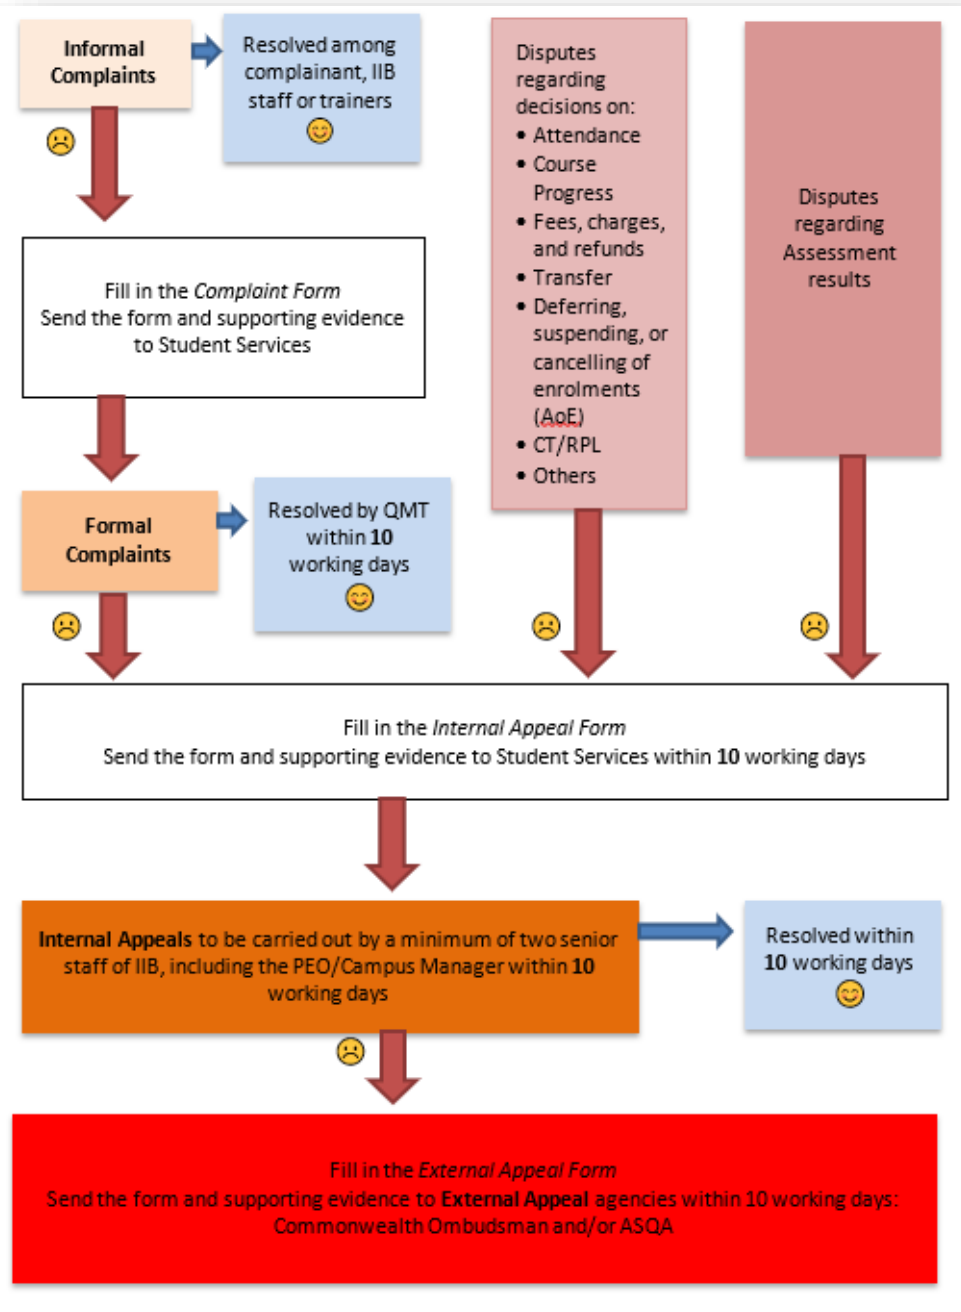 Informal
Complaints
Resolved among
complainant, IIB
staff or trainers
Disputes
regarding
decisions on:
• Attendance
• Course
Progress
• Fees, charges,
and refunds
• Transfer
• Deferring,
suspending, or
cancelling of
enrolments
(AoE)
• CT/RPL
• Others
Disputes
regarding
Assessment
results
Fill in the Complaint Form
Send the form and supporting evidence
to Student Services
Formal
Complaints
Resolved by QMT
within 10
working days
Fill in the Internal Appeal Form
Send the form and supporting evidence to Student Services within 10 working days
Internal Appeals to be carried out by a minimum of two senior
staff of IIB, including the PEO/Campus Manager within 10
working days
Resolved within
10 working days
Fill in the External Appeal Form
Send the form and supporting evidence to External Appeal agencies within 10 working days:
Commonwealth Ombudsman and/or ASQA